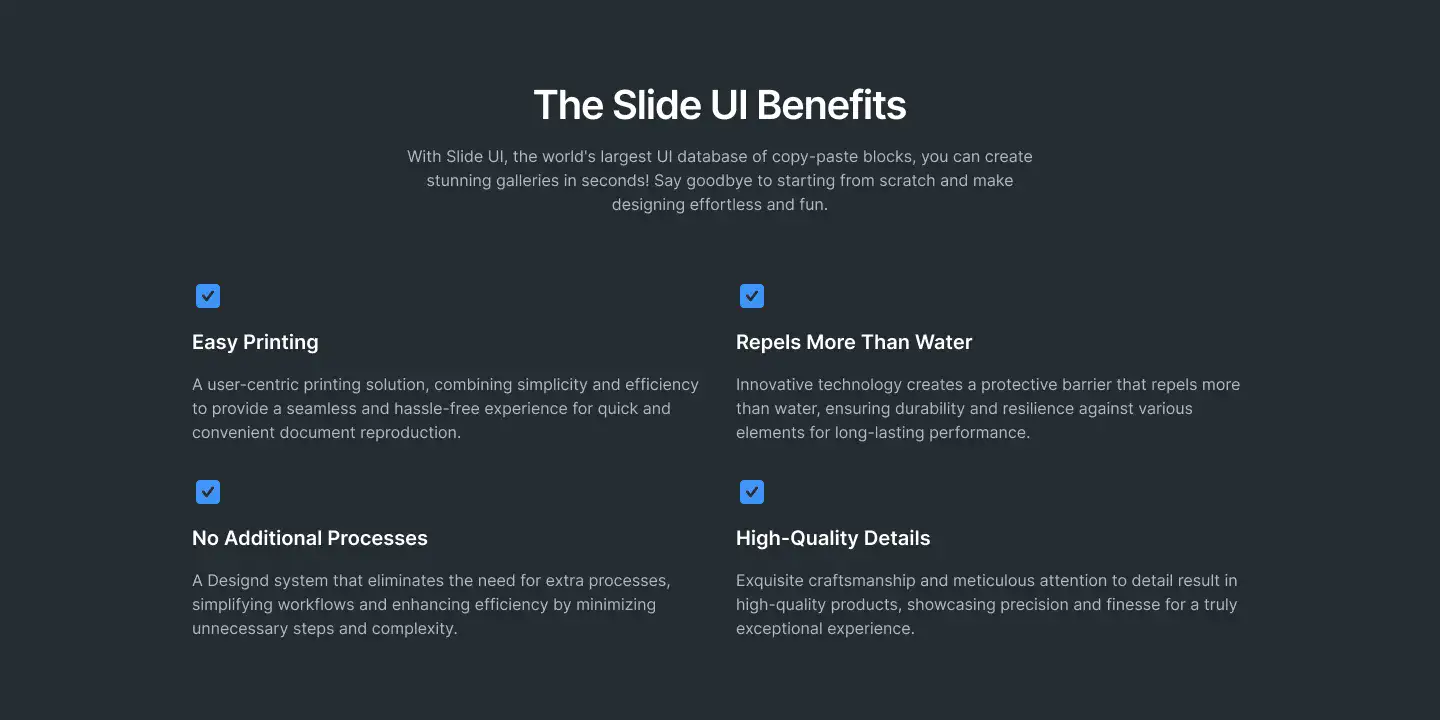 The Slide UI Benefits
With Slide UI, the world's largest UI database of copy-paste blocks, you can create
stunning galleries in seconds! Say goodbye to starting from scratch and make
designing effortless and fun.
Easy Printing
A user-centric printing solution, combining simplicity and efficiency
to provide a seamless and hassle-free experience for quick and
convenient document reproduction.
Repels More Than Water
Innovative technology creates a protective barrier that repels more
than water, ensuring durability and resilience against various
elements for long-lasting performance.
No Additional Processes
A Designd system that eliminates the need for extra processes,
simplifying workflows and enhancing efficiency by minimizing
unnecessary steps and complexity.
High-Quality Details
Exquisite craftsmanship and meticulous attention to detail result in
high-quality products, showcasing precision and finesse for a truly
exceptional experience.